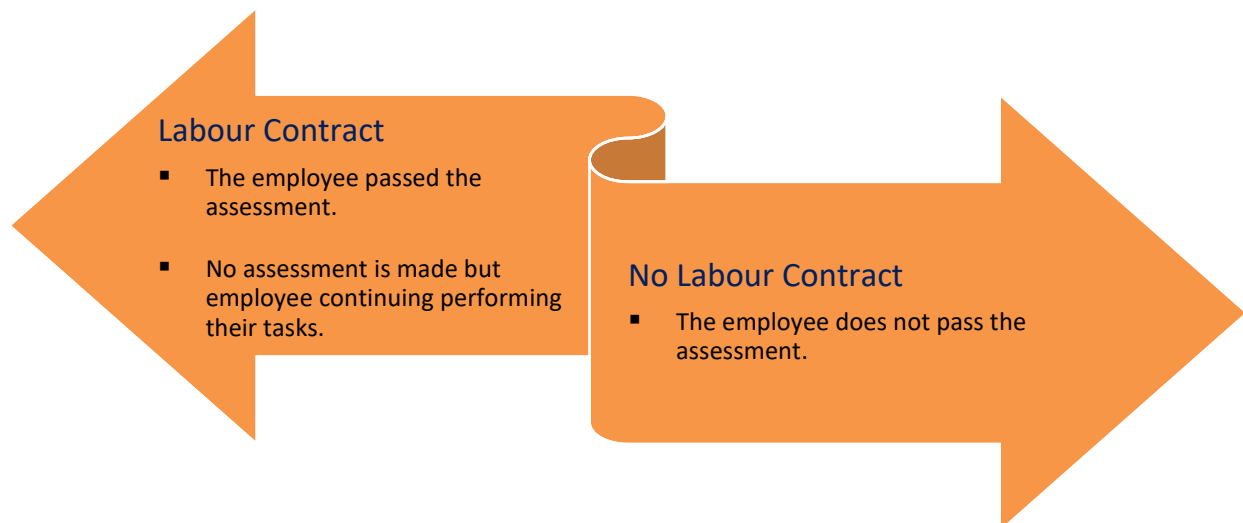 Labour Contract
▪ The employee passed the
assessment.
▪ No assessment is made but
employee continuing performing
their tasks.
No Labour Contract
▪ The employee does not pass the
assessment.